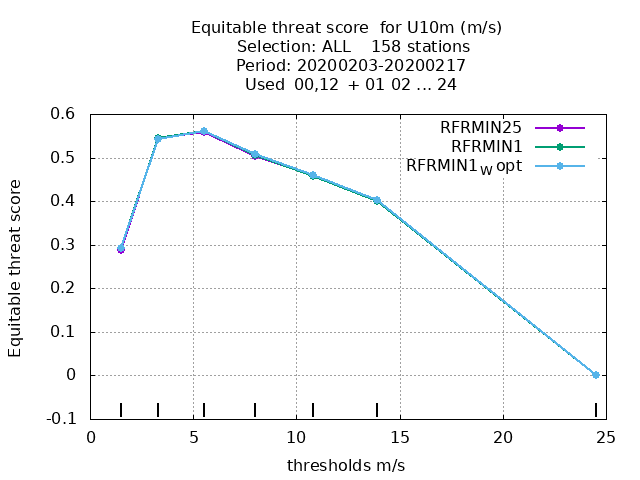 Equitable threat score for U10m (m/s)
Selection: ALL 158 stations
Period: 20200203-20200217
Used 00,12 + 01 02 ... 24
RFRMIN25
RFRMIN1
RFRMIN1W opt
Equitable threat score
0.6
0.5
0.4
0.3
0.2
0.1
0
-0.1
0 5 10 15 20 25
thresholds m/s